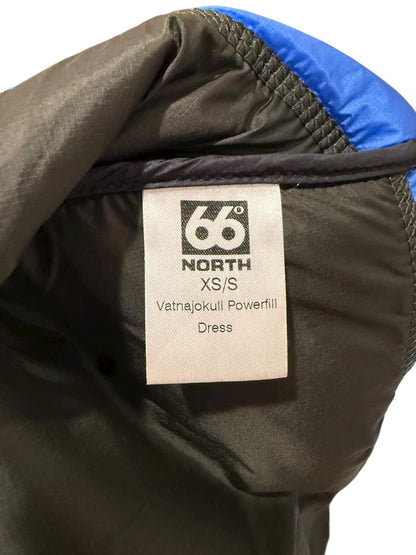 66°
NORTH
XS/S
Vatnajokull Powerfill
Dress